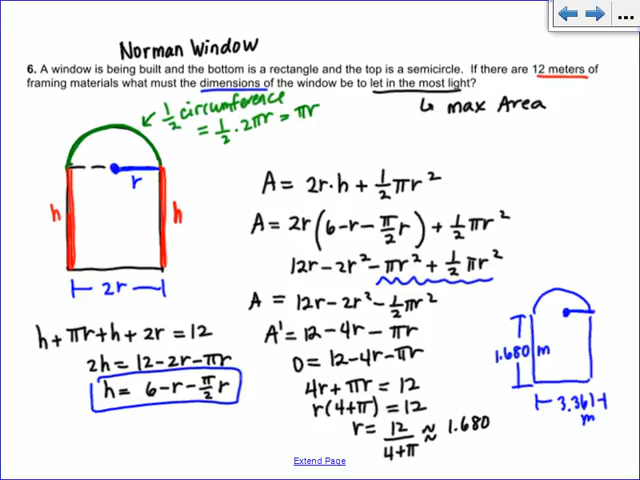 Norman Window
6. A window is being built and the bottom is a rectangle and the top is a semicircle. If there are 12 meters of
framing materials what must the dimensions of the window be to let in the most light?
↳ max Area
½ circumference
= ½ · 2πr = πr
r
h
h
2r
h + πr + h + 2r = 12
2h = 12 - 2r - πr
h = 6 - r - π/2 r
A = 2r·h + ½πr²
A = 2r(6 - r - π/2 r) + ½πr²
12r - 2r² - πr² + ½πr²
A = 12r - 2r² - ½πr²
A' = 12 - 4r - πr
0 = 12 - 4r - πr
4r + πr = 12
r(4+π) = 12
r = 12/(4+π) ≈ 1.680
1.680 m
m
Extend Page
...